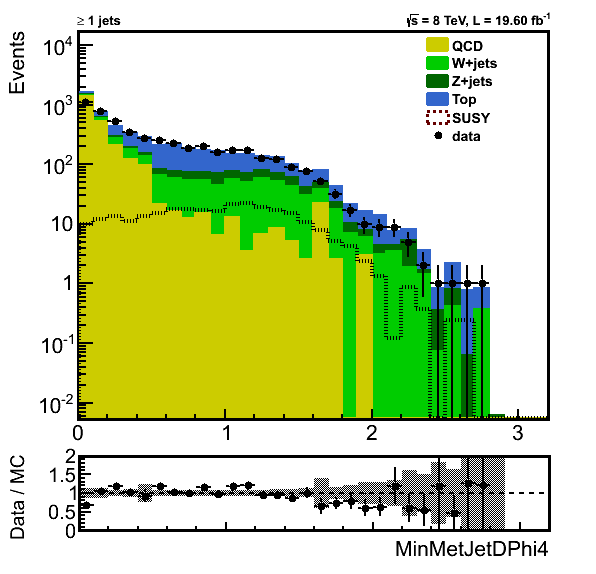 ≥ 1 jets
√s = 8 TeV, L = 19.60 fb⁻¹
Events
10⁴
10³
10²
10
1
10⁻¹
10⁻²
QCD
W+jets
Z+jets
Top
SUSY
data
0 1 2 3
Data / MC
2
1.5
1
0.5
0
MinMetJetDPhi4